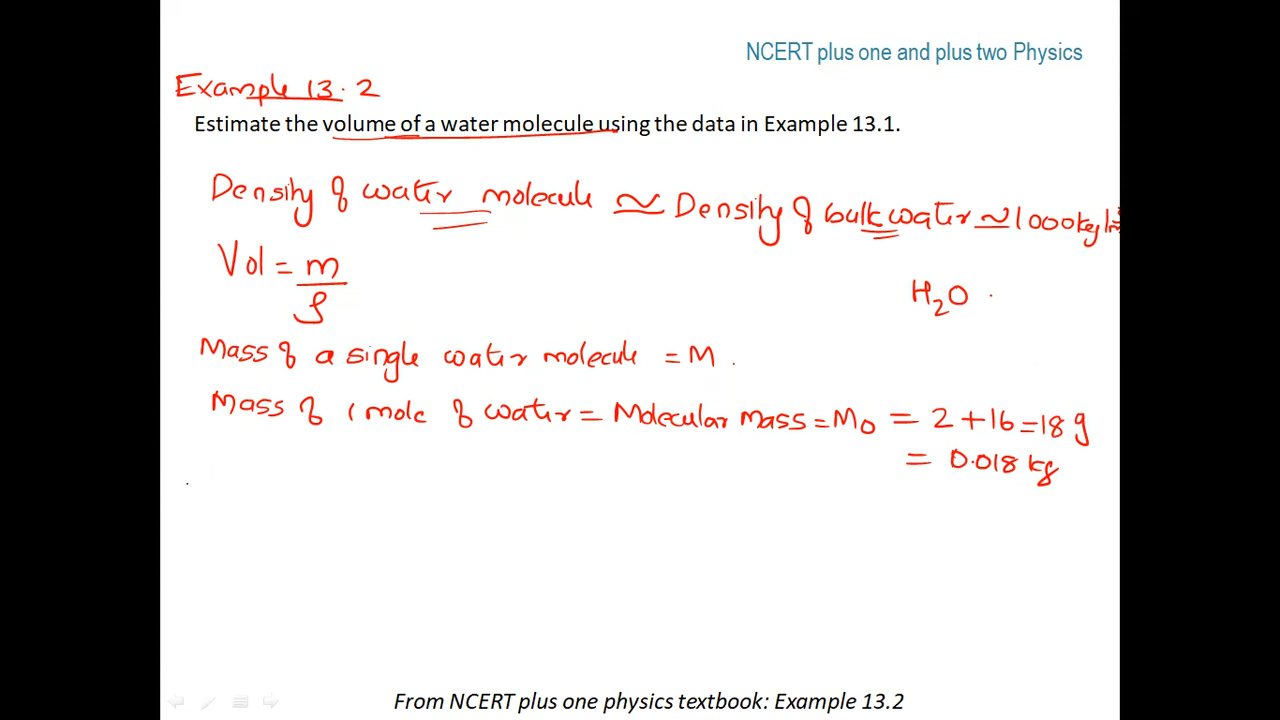 NCERT plus one and plus two Physics
Example 13.2
Estimate the volume of a water molecule using the data in Example 13.1.
Density of water molecule ≃ Density of bulk water ≃ 1000 kg/m³
Vol = m/ρ
H₂O
Mass of a single water molecule = M.
Mass of 1 mole of water = Molecular mass = M₀ = 2 + 16 = 18 g
= 0.018 kg
From NCERT plus one physics textbook: Example 13.2